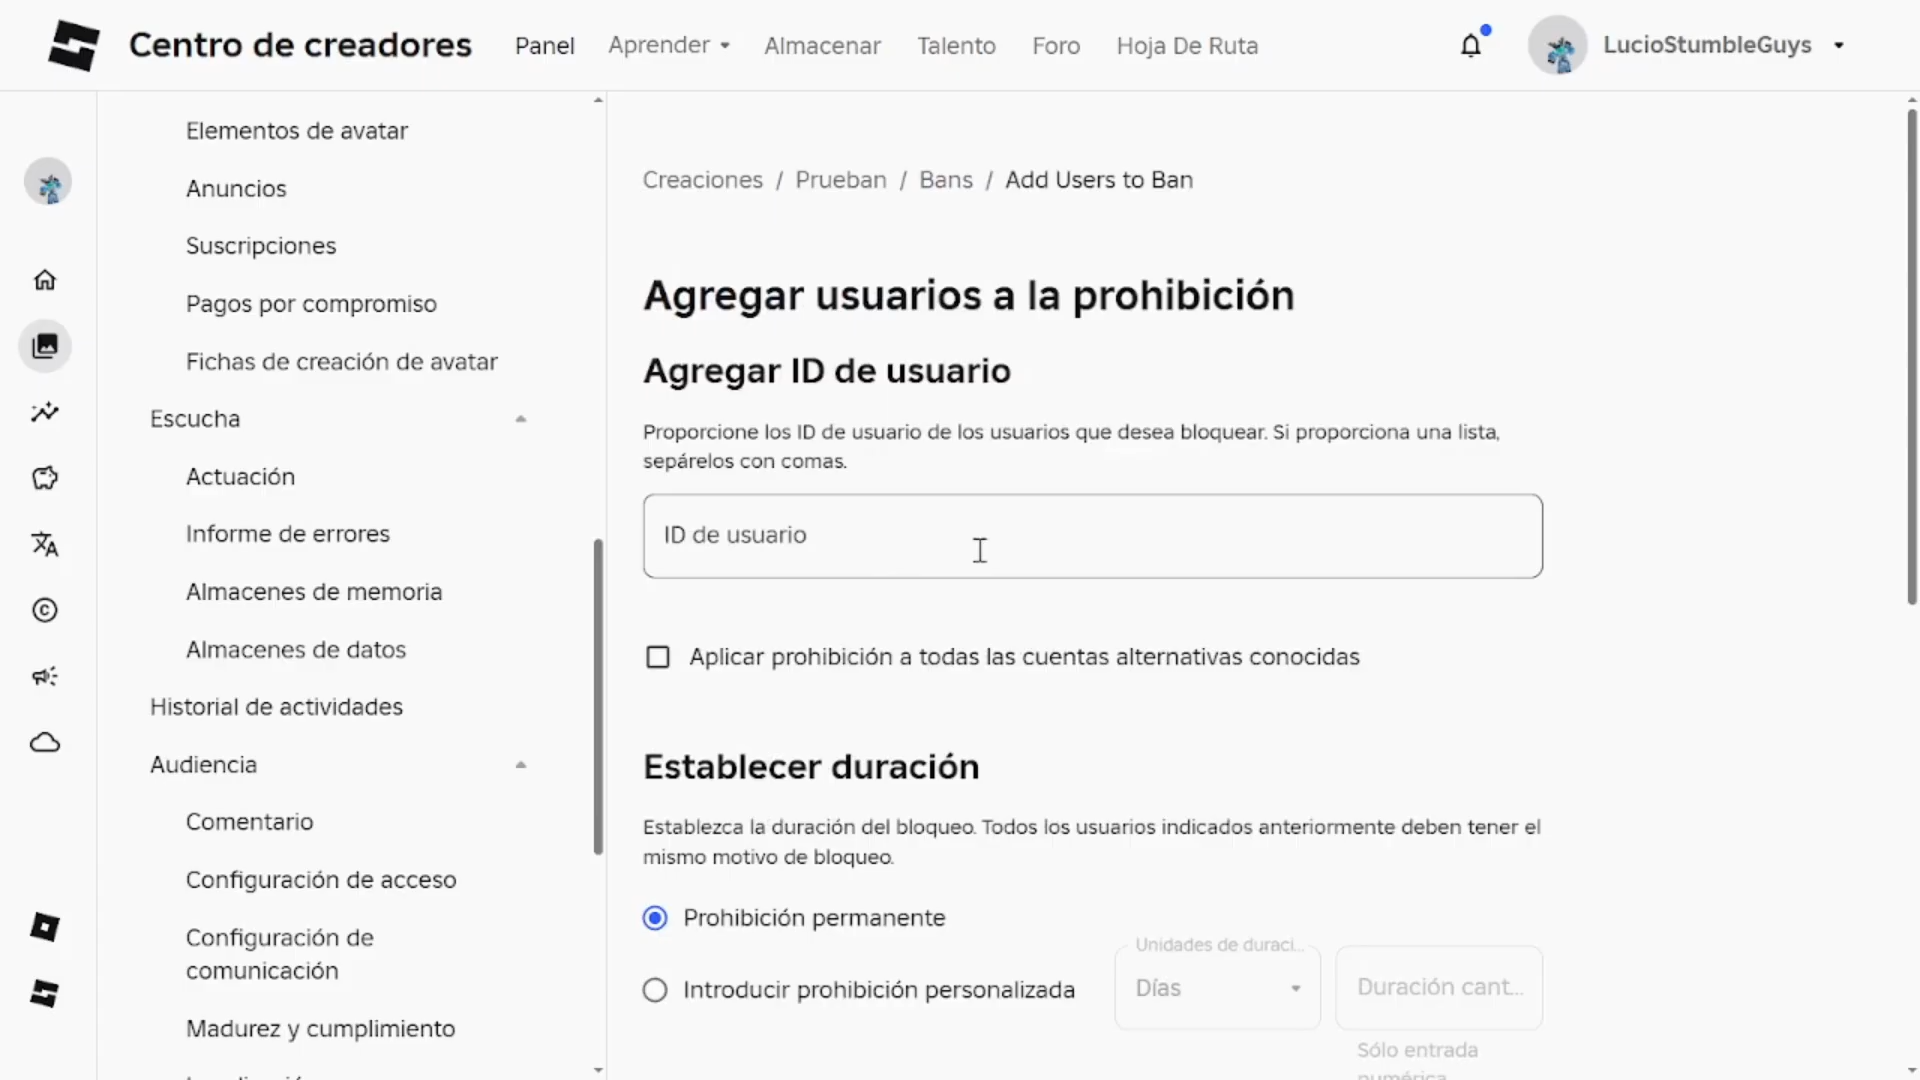 Centro de creadores
Panel
Aprender
Almacenar
Talento
Foro
Hoja De Ruta
LucioStumbleGuys
Elementos de avatar
Anuncios
Suscripciones
Pagos por compromiso
Fichas de creación de avatar
Escucha
Actuación
Informe de errores
Almacenes de memoria
Almacenes de datos
Historial de actividades
Audiencia
Comentario
Configuración de acceso
Configuración de
comunicación
Madurez y cumplimiento
Creaciones / Prueban / Bans / Add Users to Ban
Agregar usuarios a la prohibición
Agregar ID de usuario
Proporcione los ID de usuario de los usuarios que desea bloquear. Si proporciona una lista,
sepárelos con comas.
ID de usuario
Aplicar prohibición a todas las cuentas alternativas conocidas
Establecer duración
Establezca la duración del bloqueo. Todos los usuarios indicados anteriormente deben tener el
mismo motivo de bloqueo.
Prohibición permanente
Introducir prohibición personalizada
Unidades de duraci...
Días
Duración cant...
Sólo entrada
numérica